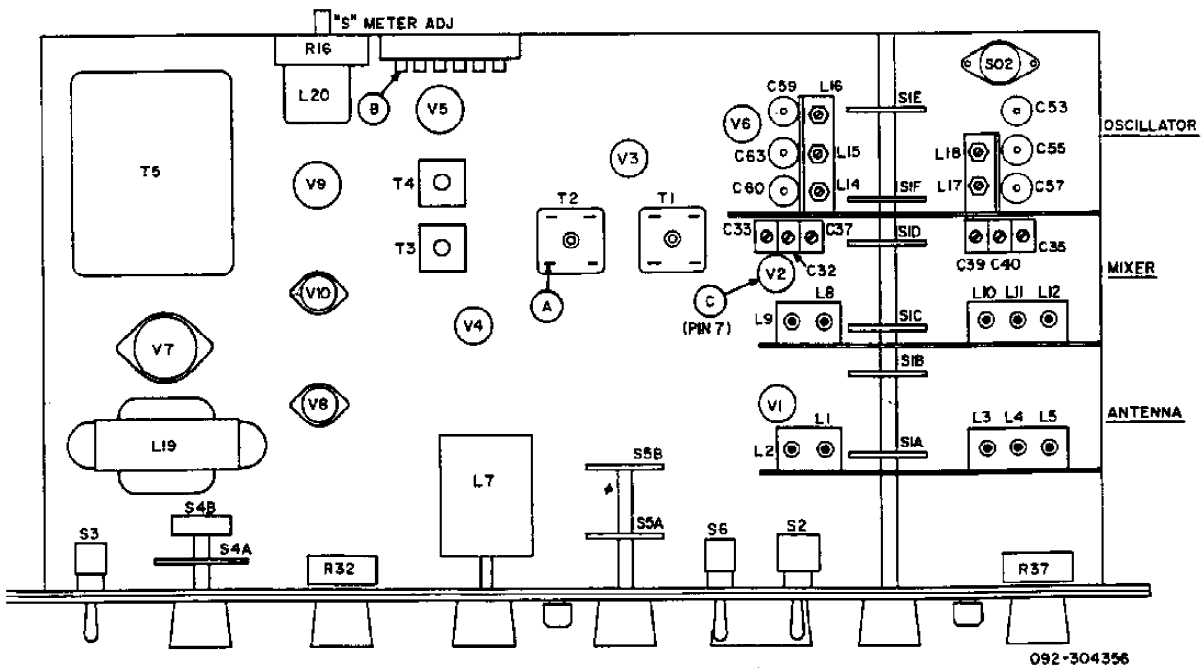 "S" METER ADJ
R16
SO2
L20
B
V5
C59
L16
S1E
C53
V6
OSCILLATOR
T5
V3
C63
L15
L18
C55
V9
T4
C60
L14
S1F
L17
C57
T2
T1
T3
C33
C37
S1D
C35
C32
C39
C40
MIXER
V10
A
C
(PIN 7)
V2
L9
L8
S1C
L10
L11
L12
V4
V7
S1B
V8
V1
ANTENNA
L19
L2
L1
S1A
L3
L4
L5
S5B
L7
S3
S4B
S4A
S5A
S6
S2
R32
R37
092-304356